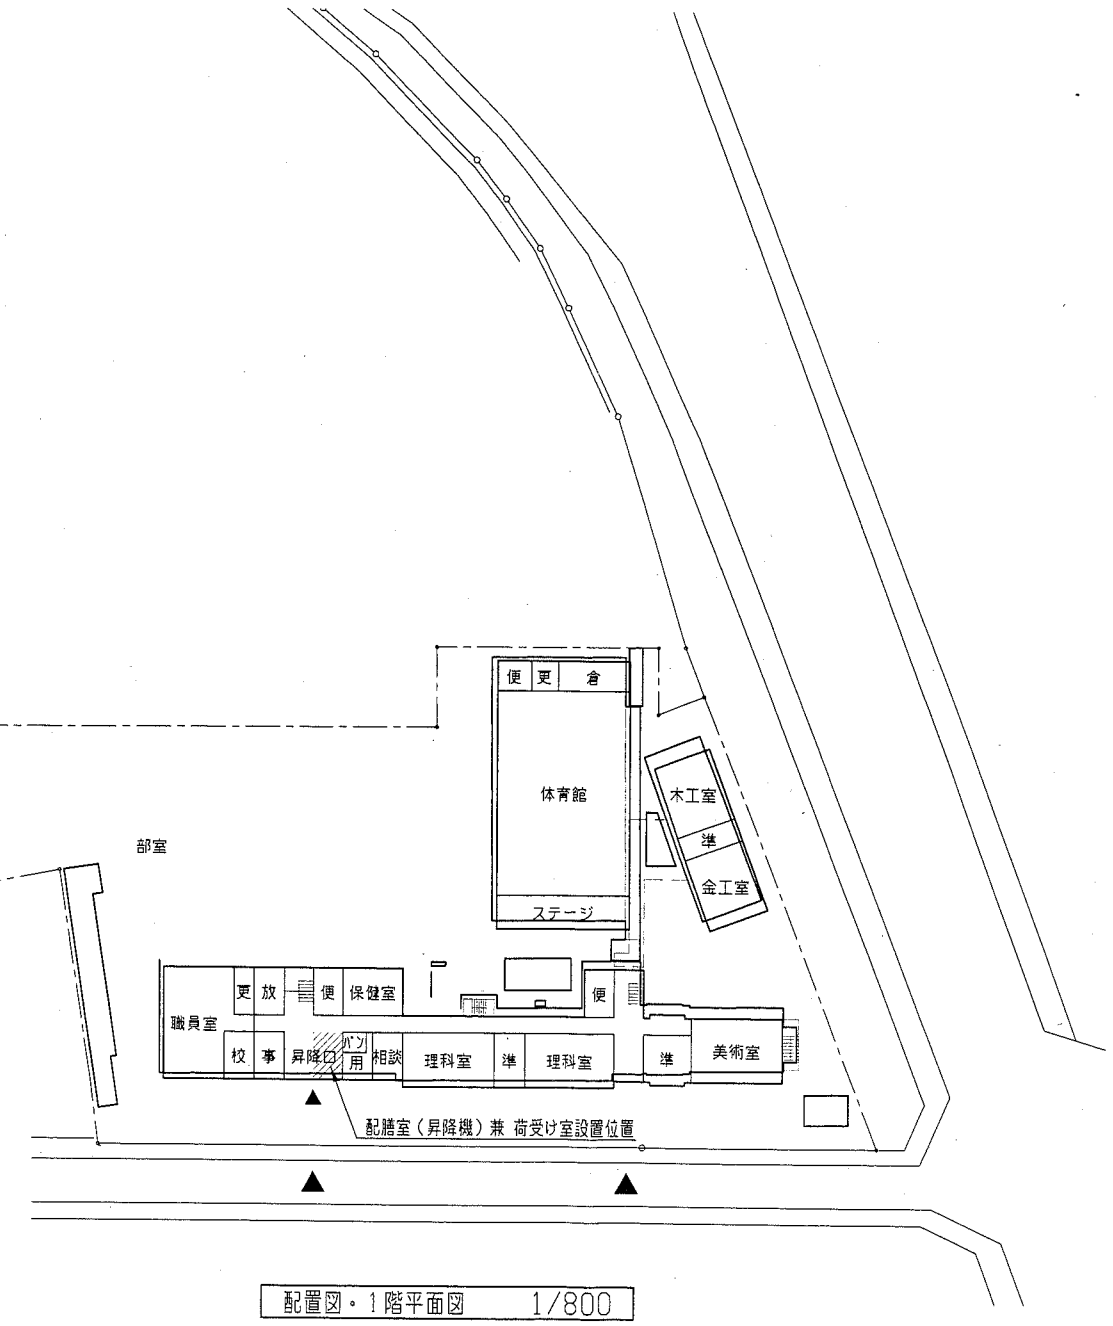 便 更 倉
体育館
木工室
準
金工室
部室
ステージ
更 放 便 保健室
便
職員室
校 事 昇降口 パン 用 相談 理科室 準 理科室 準 美術室
配膳室(昇降機)兼 荷受け室設置位置
配置図・1階平面図 1/800